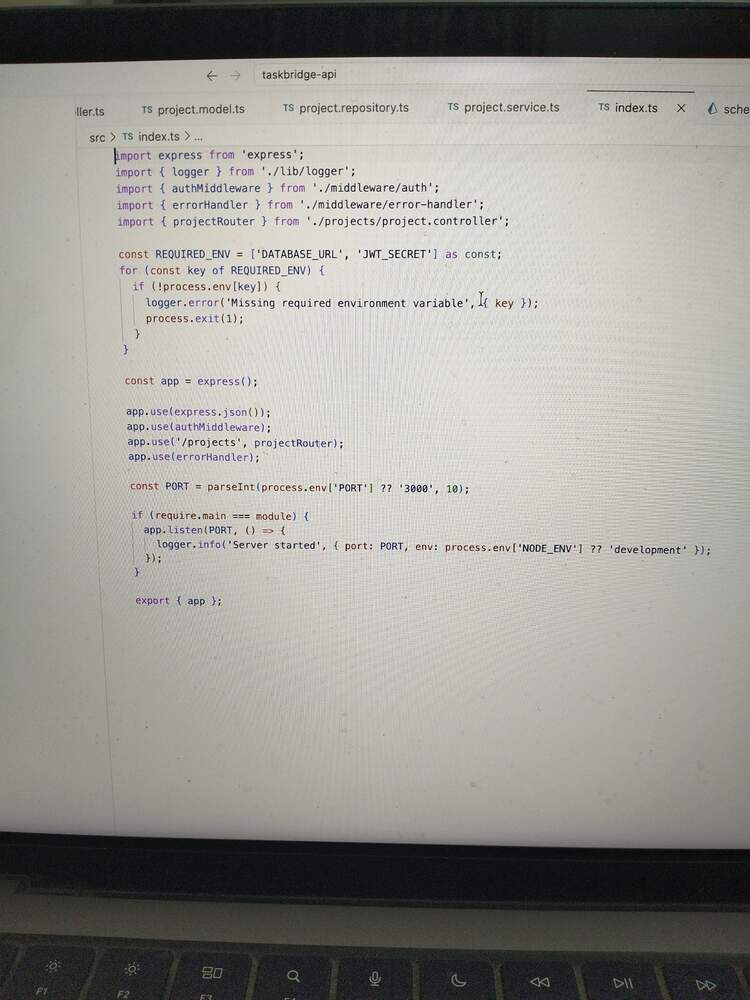 taskbridge-api
ller.ts TS project.model.ts TS project.repository.ts TS project.service.ts TS index.ts sche
src > TS index.ts > ...
import express from 'express';
import { logger } from './lib/logger';
import { authMiddleware } from './middleware/auth';
import { errorHandler } from './middleware/error-handler';
import { projectRouter } from './projects/project.controller';
const REQUIRED_ENV = ['DATABASE_URL', 'JWT_SECRET'] as const;
for (const key of REQUIRED_ENV) {
if (!process.env[key]) {
logger.error('Missing required environment variable', { key });
process.exit(1);
}
}
const app = express();
app.use(express.json());
app.use(authMiddleware);
app.use('/projects', projectRouter);
app.use(errorHandler);
const PORT = parseInt(process.env['PORT'] ?? '3000', 10);
if (require.main === module) {
app.listen(PORT, () => {
logger.info('Server started', { port: PORT, env: process.env['NODE_ENV'] ?? 'development' });
});
}
export { app };
F1 F2 F3